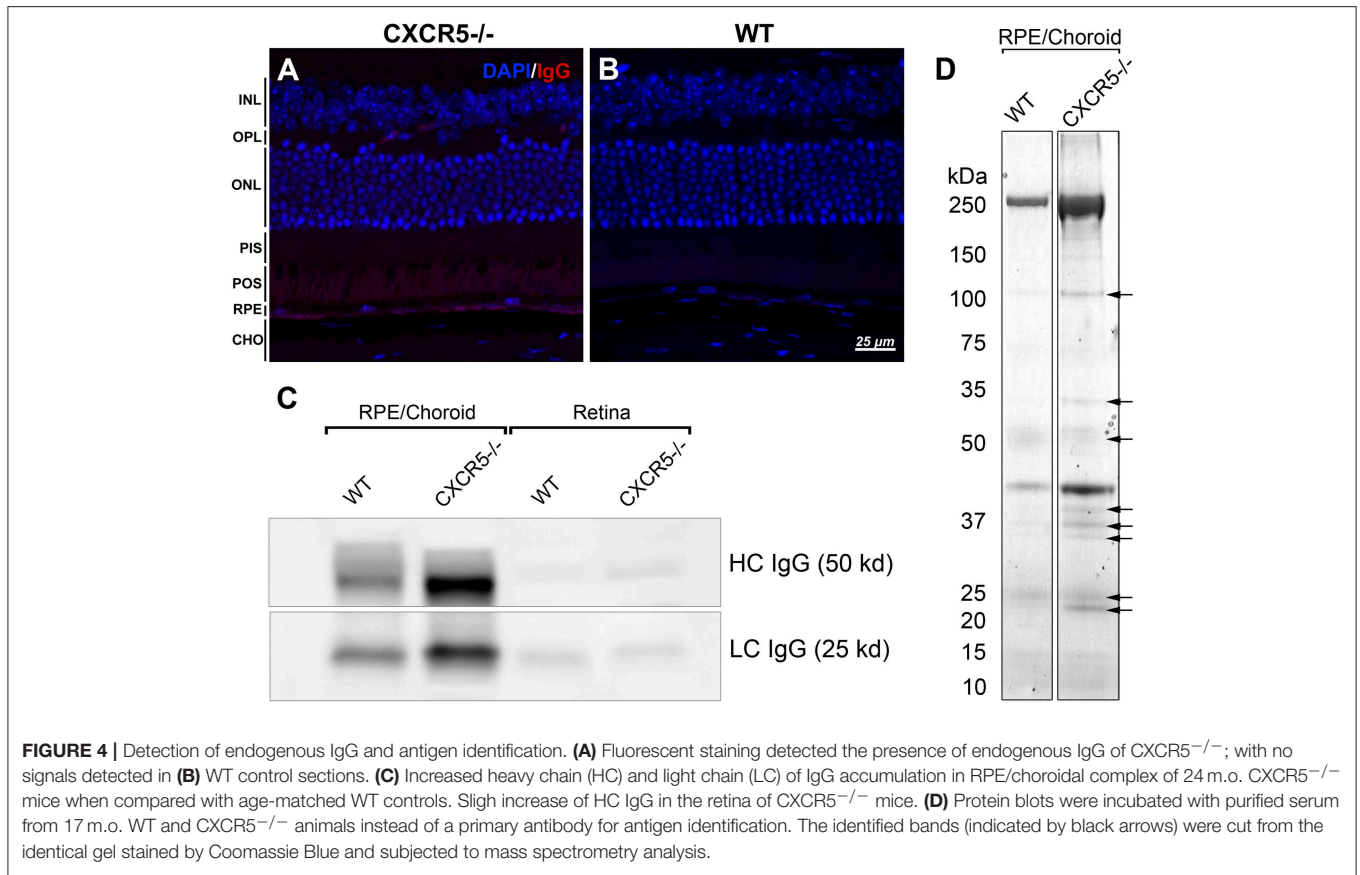 CXCR5-/-
WT
A
DAPI/IgG
B
INL
OPL
ONL
PIS
POS
RPE
CHO
25 µm
C
RPE/Choroid
Retina
WT
CXCR5-/-
WT
CXCR5-/-
HC IgG (50 kd)
LC IgG (25 kd)
D
RPE/Choroid
WT
CXCR5-/-
kDa
250
150
100
75
35
50
37
25
20
15
10
FIGURE 4 | Detection of endogenous IgG and antigen identification. (A) Fluorescent staining detected the presence of endogenous IgG of CXCR5−/−; with no
signals detected in (B) WT control sections. (C) Increased heavy chain (HC) and light chain (LC) of IgG accumulation in RPE/choroidal complex of 24 m.o. CXCR5−/−
mice when compared with age-matched WT controls. Sligh increase of HC IgG in the retina of CXCR5−/− mice. (D) Protein blots were incubated with purified serum
from 17 m.o. WT and CXCR5−/− animals instead of a primary antibody for antigen identification. The identified bands (indicated by black arrows) were cut from the
identical gel stained by Coomassie Blue and subjected to mass spectrometry analysis.